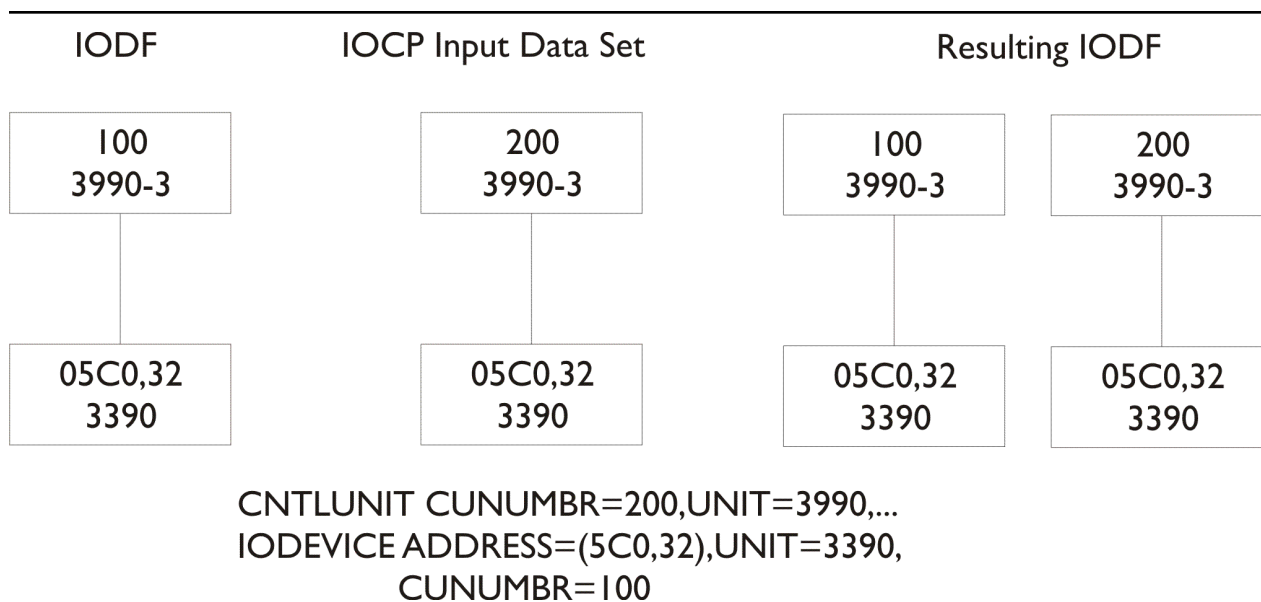 IODF
IOCP Input Data Set
Resulting IODF
100
3990-3
200
3990-3
100
3990-3
200
3990-3
05C0,32
3390
05C0,32
3390
05C0,32
3390
05C0,32
3390
CNTLUNIT CUNUMBR=200,UNIT=3990,...
IODEVICE ADDRESS=(5C0,32),UNIT=3390,
CUNUMBR=100